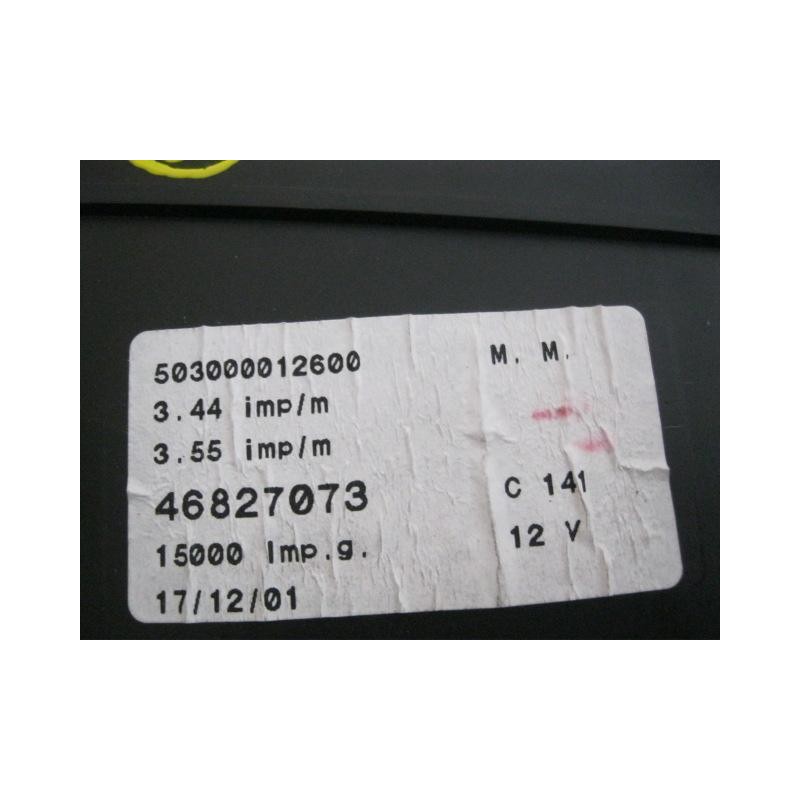 503000012600 M. M.
3.44 imp/m
3.55 imp/m
46827073 C 141
15000 Imp.g. 12 V
17/12/01